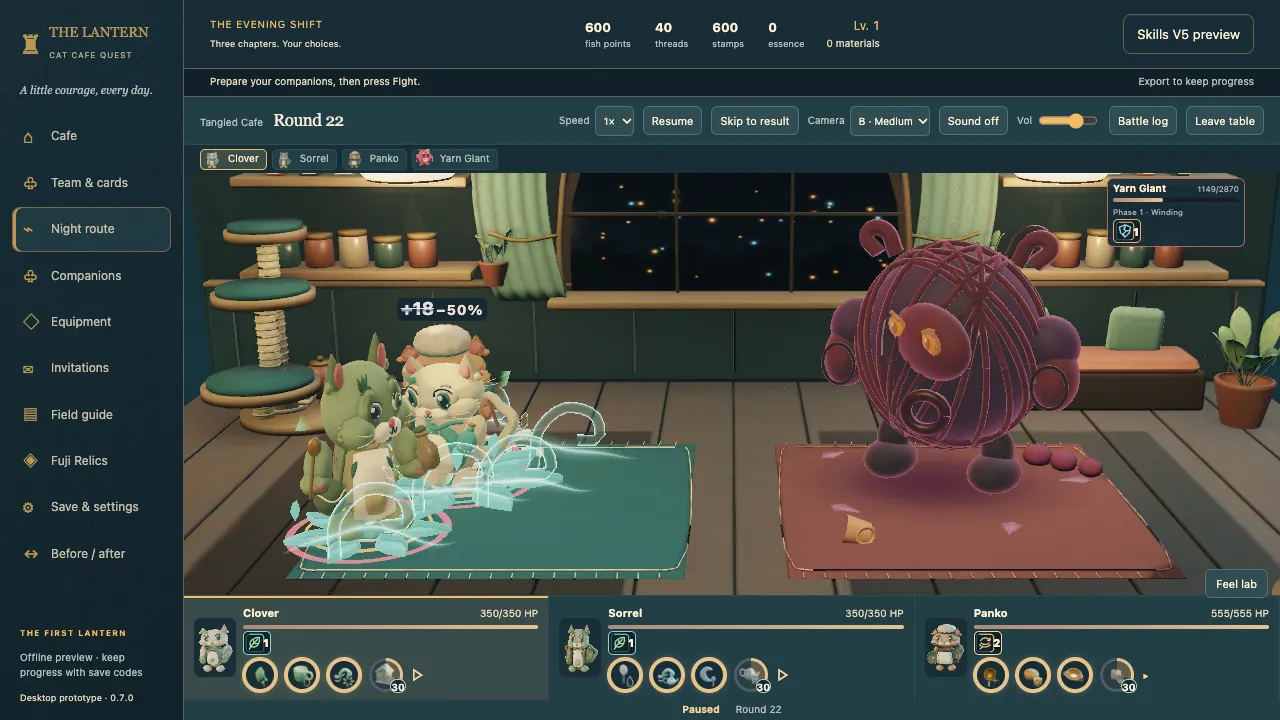 THE LANTERN
CAT CAFE QUEST
A little courage, every day.
Cafe
Team & cards
Night route
Companions
Equipment
Invitations
Field guide
Fuji Relics
Save & settings
Before / after
THE FIRST LANTERN
Offline preview · keep
progress with save codes
Desktop prototype · 0.7.0
THE EVENING SHIFT
Three chapters. Your choices.
600 40 600 0 Lv. 1
fish points threads stamps essence 0 materials
Skills V5 preview
Prepare your companions, then press Fight.
Export to keep progress
Tangled Cafe Round 22
Speed 1x Resume Skip to result Camera B · Medium Sound off Vol Battle log Leave table
Clover Sorrel Panko Yarn Giant
Yarn Giant 1149/2870
Phase 1 · Winding
1
+18 −50%
Feel lab
Clover 350/350 HP
1
30
Sorrel 350/350 HP
1
30
Panko 555/555 HP
2
30
Paused Round 22